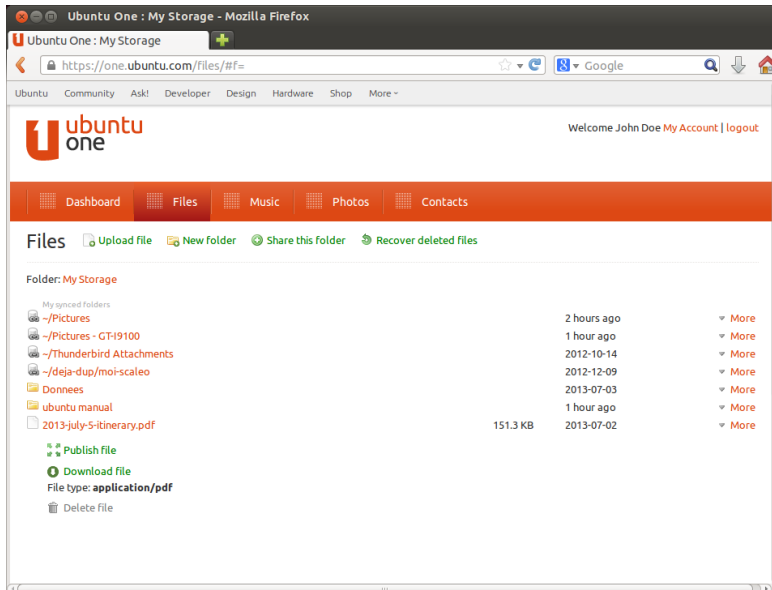 Ubuntu One : My Storage - Mozilla Firefox
Ubuntu One : My Storage
https://one.ubuntu.com/files/#f=
Google
Ubuntu Community Ask! Developer Design Hardware Shop More
ubuntu
one
Welcome John Doe My Account | logout
Dashboard Files Music Photos Contacts
Files Upload file New folder Share this folder Recover deleted files
Folder: My Storage
My synced folders
~/Pictures 2 hours ago More
~/Pictures - GT-I9100 1 hour ago More
~/Thunderbird Attachments 2012-10-14 More
~/deja-dup/moi-scaleo 2012-12-09 More
Donnees 2013-07-03 More
ubuntu manual 1 hour ago More
2013-july-5-itinerary.pdf 151.3 KB 2013-07-02 More
Publish file
Download file
File type: application/pdf
Delete file